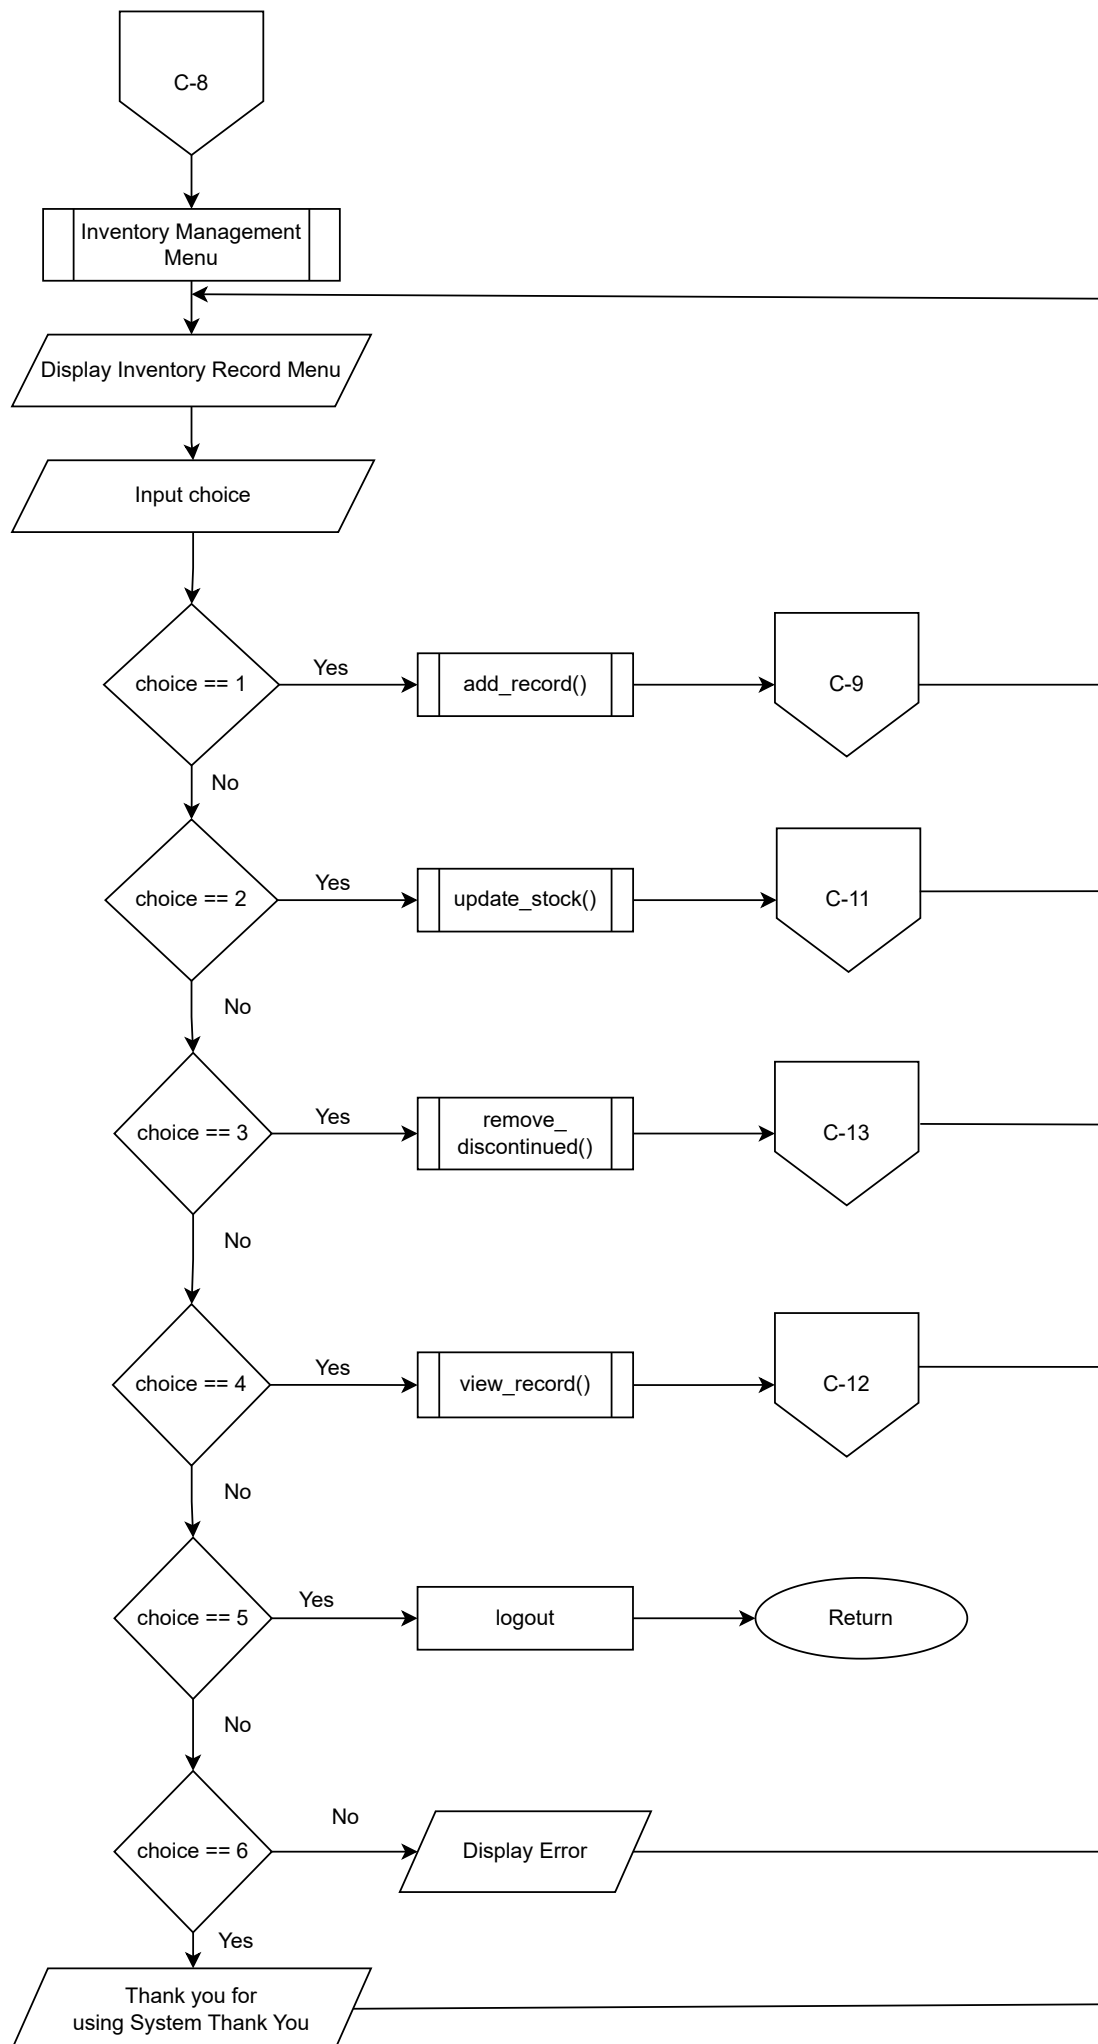 C-8
Inventory Management
Menu
Display Inventory Record Menu
Input choice
choice == 1
Yes
add_record()
C-9
No
choice == 2
Yes
update_stock()
C-11
No
choice == 3
Yes
remove_
discontinued()
C-13
No
choice == 4
Yes
view_record()
C-12
No
choice == 5
Yes
logout
Return
No
choice == 6
No
Display Error
Yes
Thank you for
using System Thank You